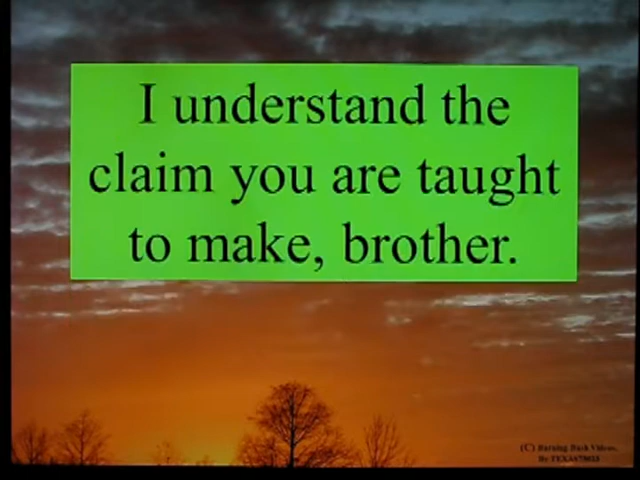 I understand the
claim you are taught
to make, brother.
(C) Burning Bush Videos,